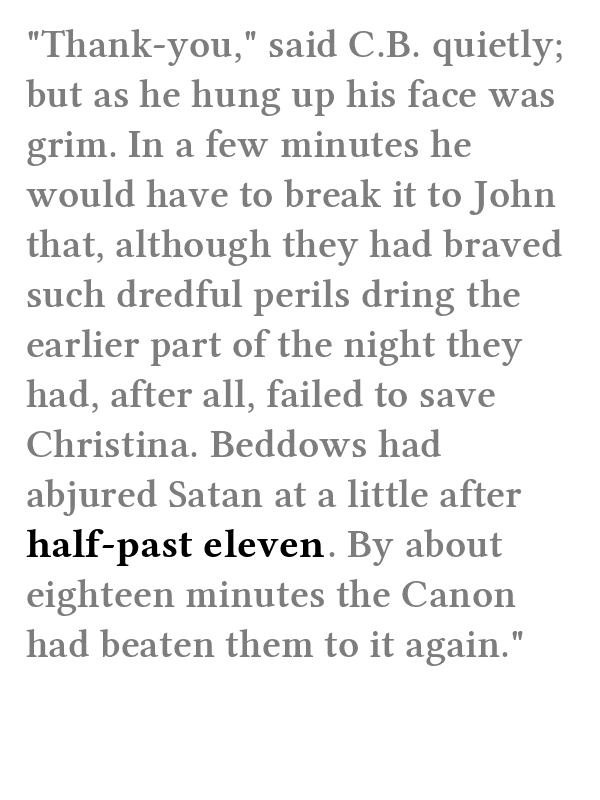 "Thank-you," said C.B. quietly;
but as he hung up his face was
grim. In a few minutes he
would have to break it to John
that, although they had braved
such dredful perils dring the
earlier part of the night they
had, after all, failed to save
Christina. Beddows had
abjured Satan at a little after
half-past eleven. By about
eighteen minutes the Canon
had beaten them to it again."